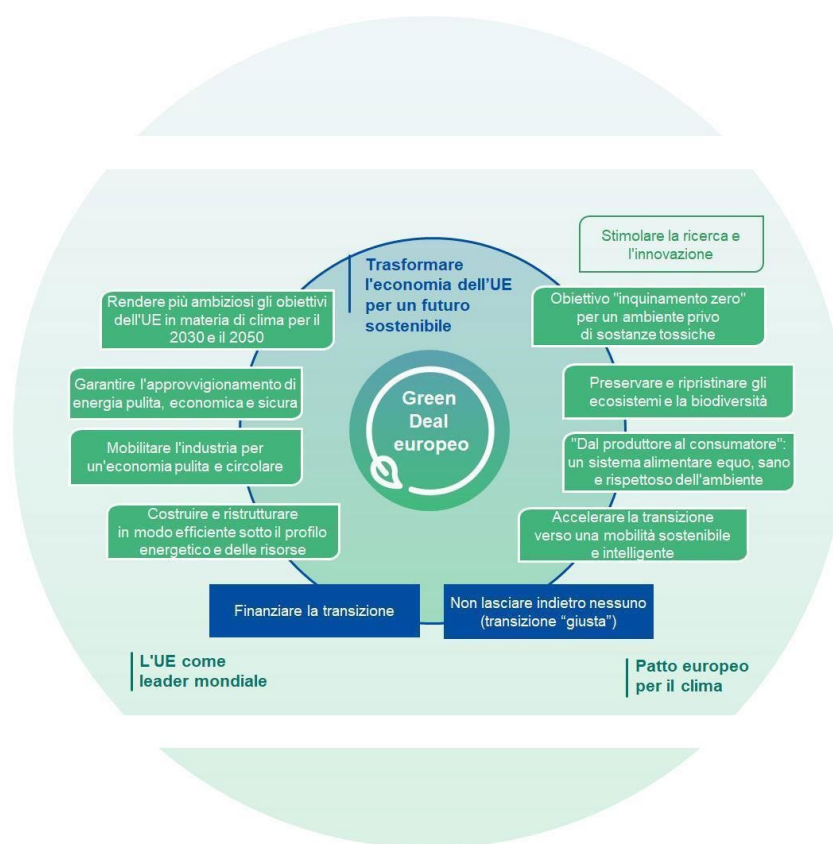 Stimolare la ricerca e
l'innovazione
Trasformare
l'economia dell'UE
per un futuro
sostenibile
Rendere più ambiziosi gli obiettivi
dell'UE in materia di clima per il
2030 e il 2050
Obiettivo "inquinamento zero"
per un ambiente privo
di sostanze tossiche
Garantire l'approvvigionamento di
energia pulita, economica e sicura
Green
Deal
europeo
Preservare e ripristinare gli
ecosistemi e la biodiversità
Mobilitare l'industria per
un'economia pulita e circolare
"Dal produttore al consumatore":
un sistema alimentare equo, sano
e rispettoso dell'ambiente
Costruire e ristrutturare
in modo efficiente sotto il profilo
energetico e delle risorse
Accelerare la transizione
verso una mobilità sostenibile
e intelligente
Finanziare la transizione
Non lasciare indietro nessuno
(transizione “giusta”)
L'UE come
leader mondiale
Patto europeo
per il clima